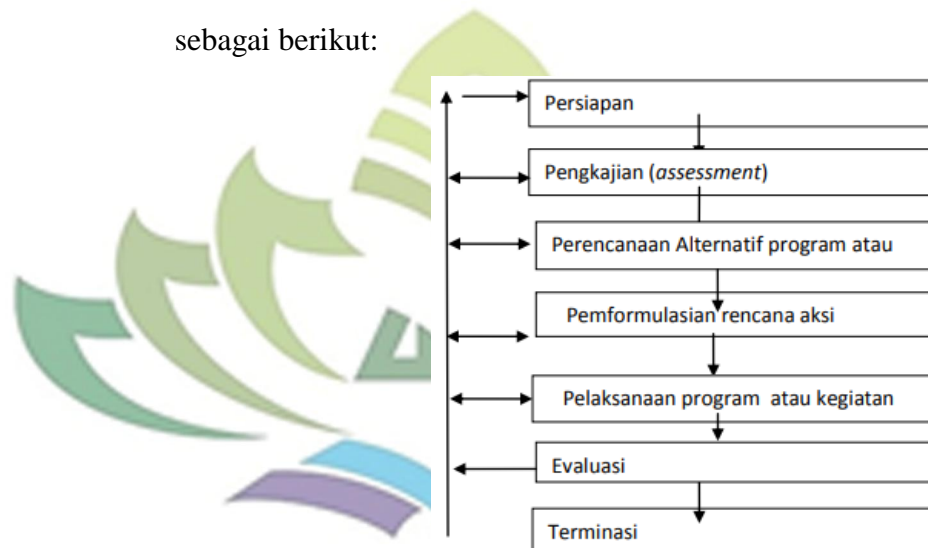 sebagai berikut:
Persiapan
Pengkajian (assessment)
Perencanaan Alternatif program atau
Pemformulasian rencana aksi
Pelaksanaan program atau kegiatan
Evaluasi
Terminasi